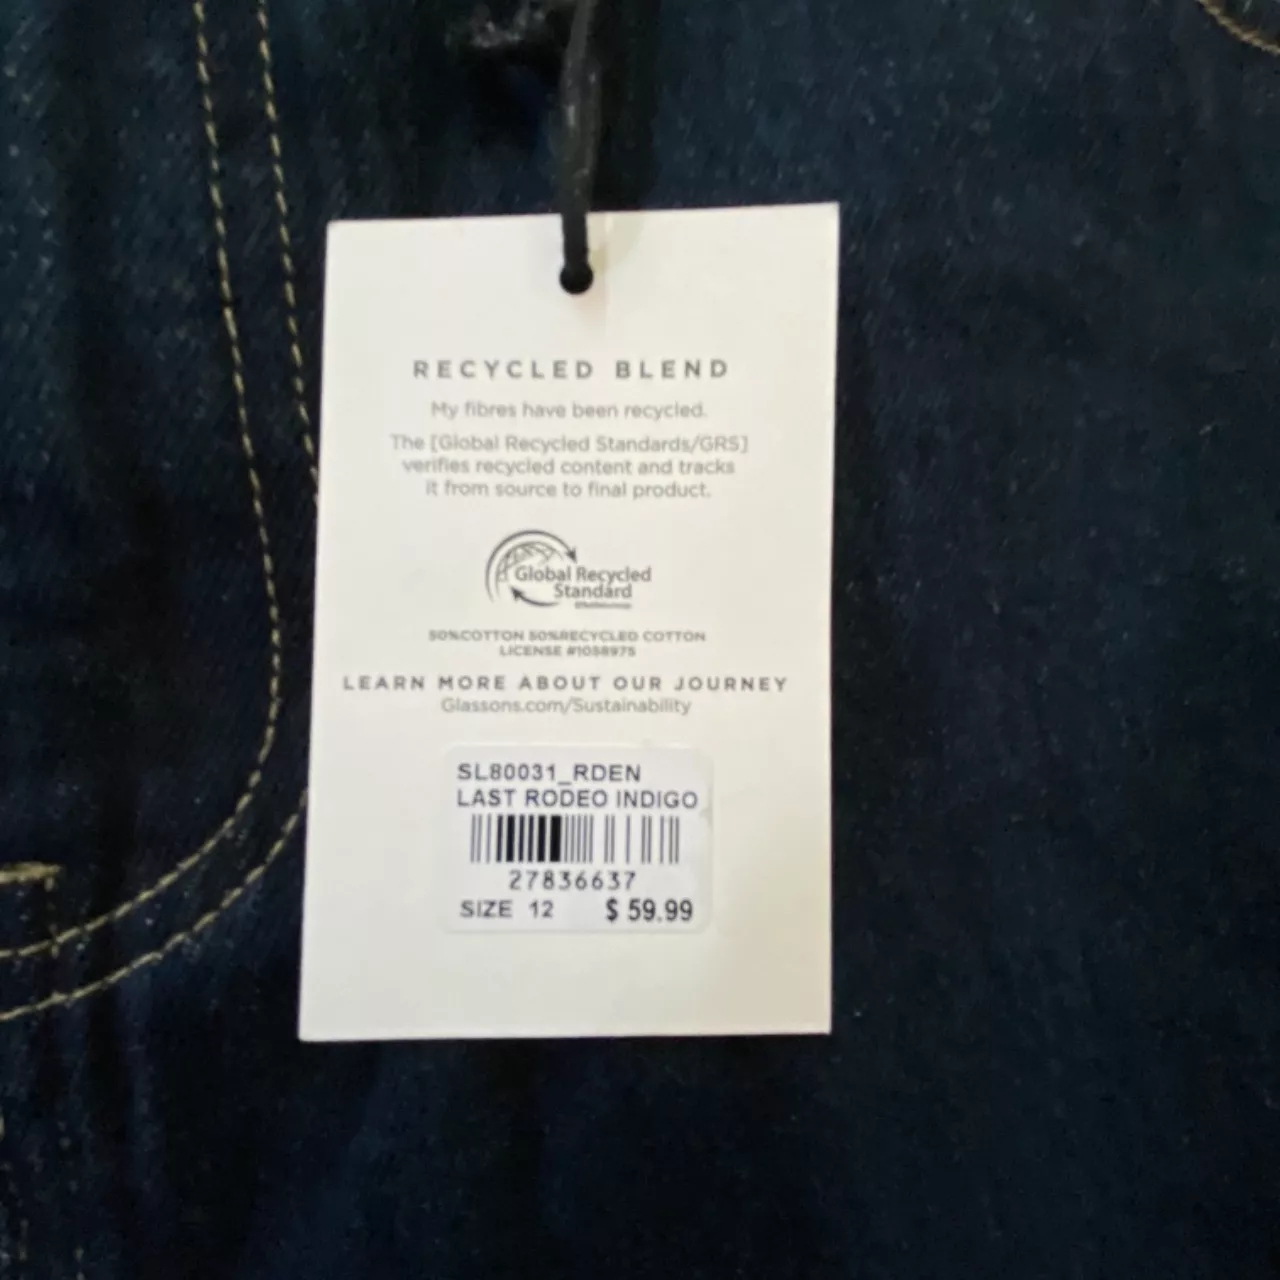 RECYCLED BLEND
My fibres have been recycled.
The [Global Recycled Standards/GRS]
verifies recycled content and tracks
it from source to final product.
Global Recycled
Standard
50%COTTON 50%RECYCLED COTTON
LICENSE #1058975
LEARN MORE ABOUT OUR JOURNEY
Glassons.com/Sustainability
SL80031_RDEN
LAST RODEO INDIGO
27836637
SIZE 12 $ 59.99